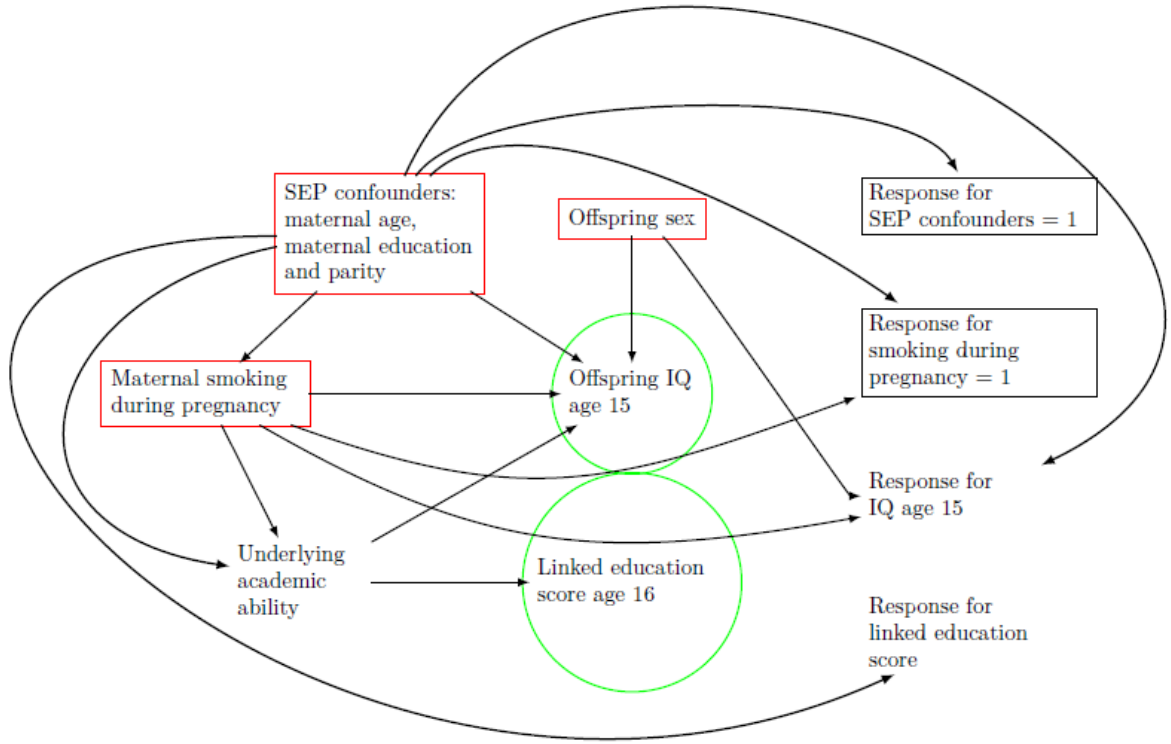 SEP confounders:
maternal age,
maternal education
and parity
Offspring sex
Response for
SEP confounders = 1
Response for
smoking during
pregnancy = 1
Maternal smoking
during pregnancy
Offspring IQ
age 15
Response for
IQ age 15
Underlying
academic
ability
Linked education
score age 16
Response for
linked education
score